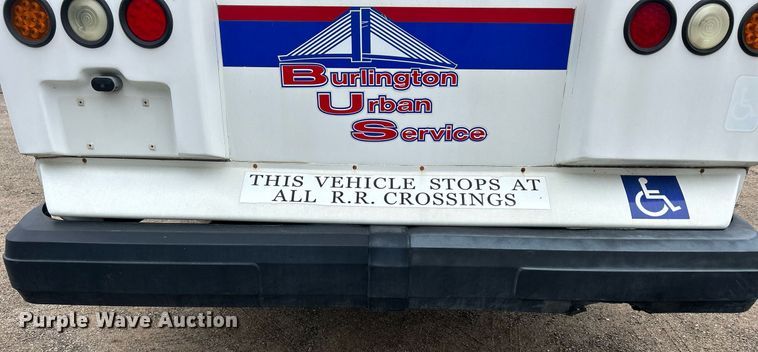 Burlington
Urban
Service
THIS VEHICLE STOPS AT
ALL R.R. CROSSINGS
Purple Wave Auction